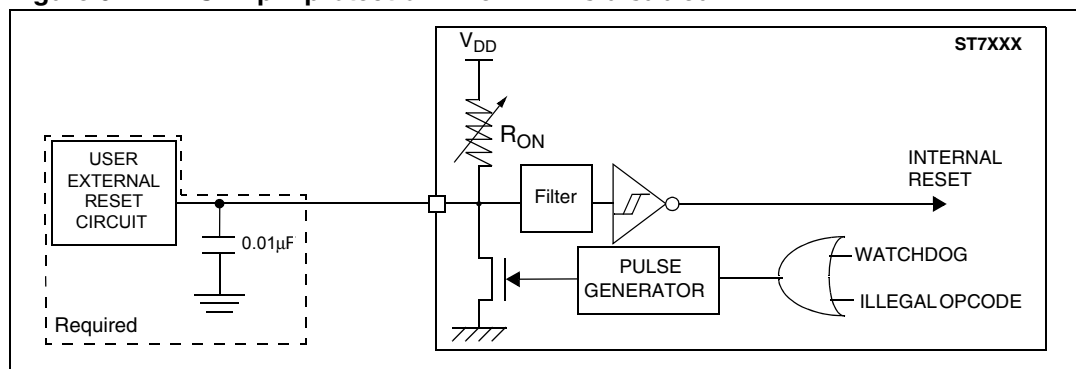 V_DD
ST7XXX
R_ON
USER
EXTERNAL
RESET
CIRCUIT
0.01µF
Required
Filter
INTERNAL
RESET
PULSE
GENERATOR
WATCHDOG
ILLEGAL OPCODE